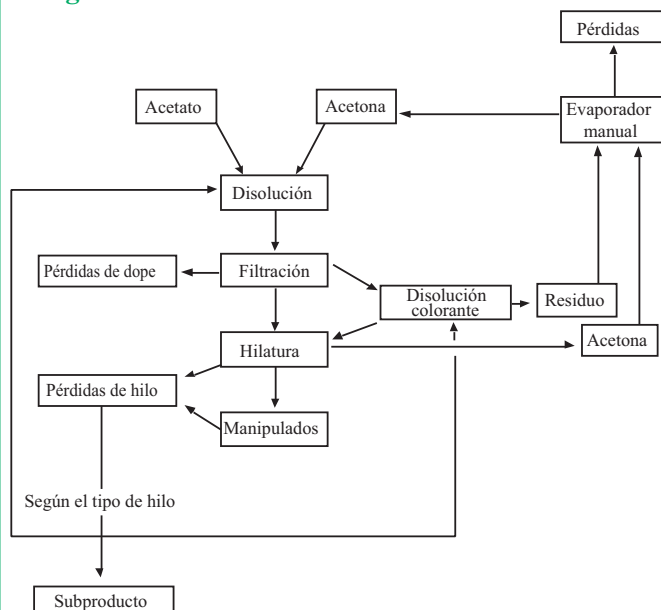 Pérdidas
Acetato
Acetona
Evaporador
manual
Disolución
Pérdidas de dope
Filtración
Disolución
colorante
Residuo
Acetona
Hilatura
Pérdidas de hilo
Manipulados
Según el tipo de hilo
Subproducto